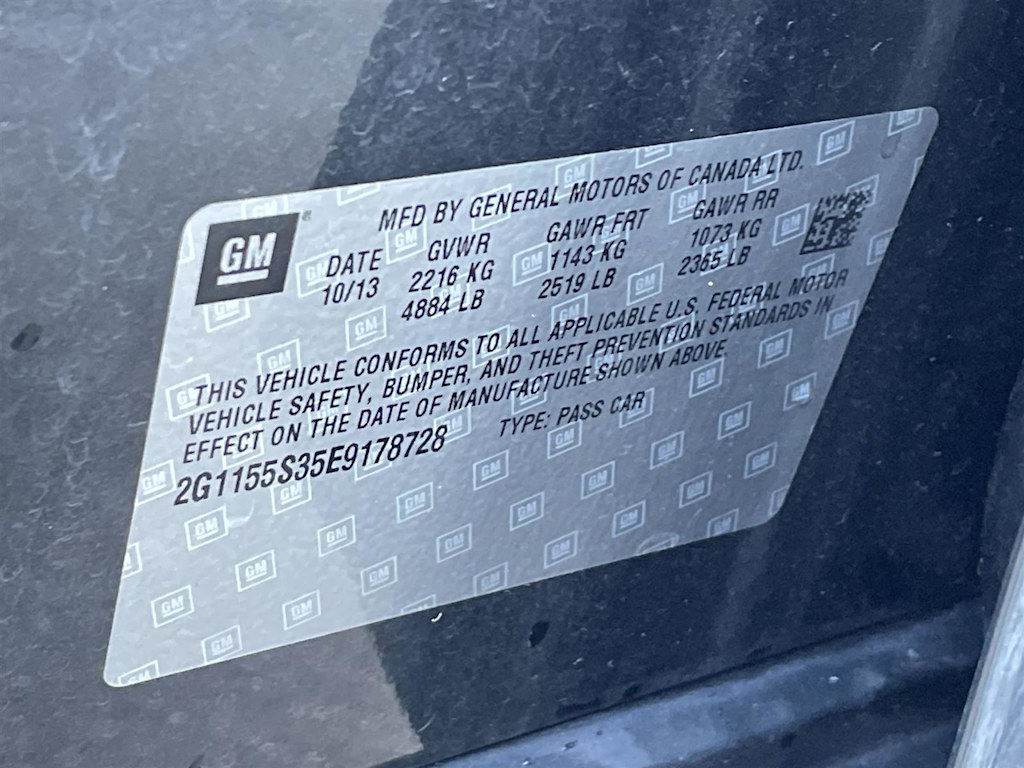 GM
MFD BY GENERAL MOTORS OF CANADA LTD.
DATE GVWR GAWR FRT GAWR RR
10/13 2216 KG 1143 KG 1073 KG
4884 LB 2519 LB 2365 LB
THIS VEHICLE CONFORMS TO ALL APPLICABLE U.S. FEDERAL MOTOR
VEHICLE SAFETY, BUMPER, AND THEFT PREVENTION STANDARDS IN
EFFECT ON THE DATE OF MANUFACTURE SHOWN ABOVE.
2G1155S35E9178728 TYPE: PASS CAR